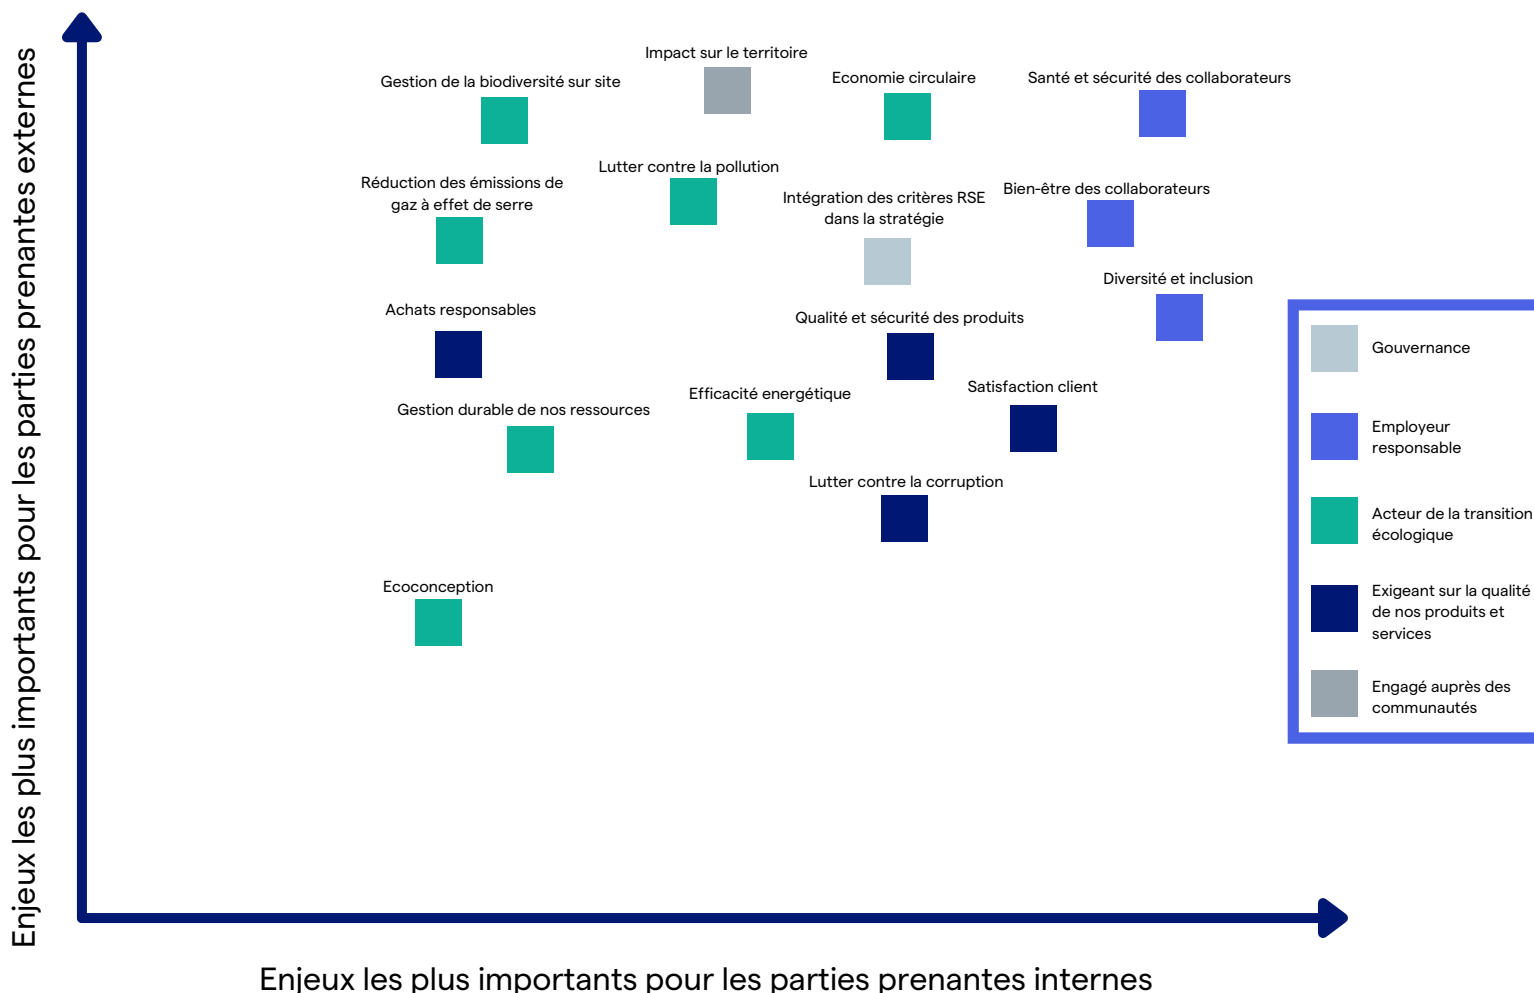 Enjeux les plus importants pour les parties prenantes externes
Impact sur le territoire
Gestion de la biodiversité sur site
Economie circulaire
Santé et sécurité des collaborateurs
Lutter contre la pollution
Réduction des émissions de
gaz à effet de serre
Intégration des critères RSE
dans la stratégie
Bien-être des collaborateurs
Diversité et inclusion
Achats responsables
Qualité et sécurité des produits
Efficacité energétique
Satisfaction client
Gestion durable de nos ressources
Lutter contre la corruption
Ecoconception
Gouvernance
Employeur
responsable
Acteur de la transition
écologique
Exigeant sur la qualité
de nos produits et
services
Engagé auprès des
communautés
Enjeux les plus importants pour les parties prenantes internes